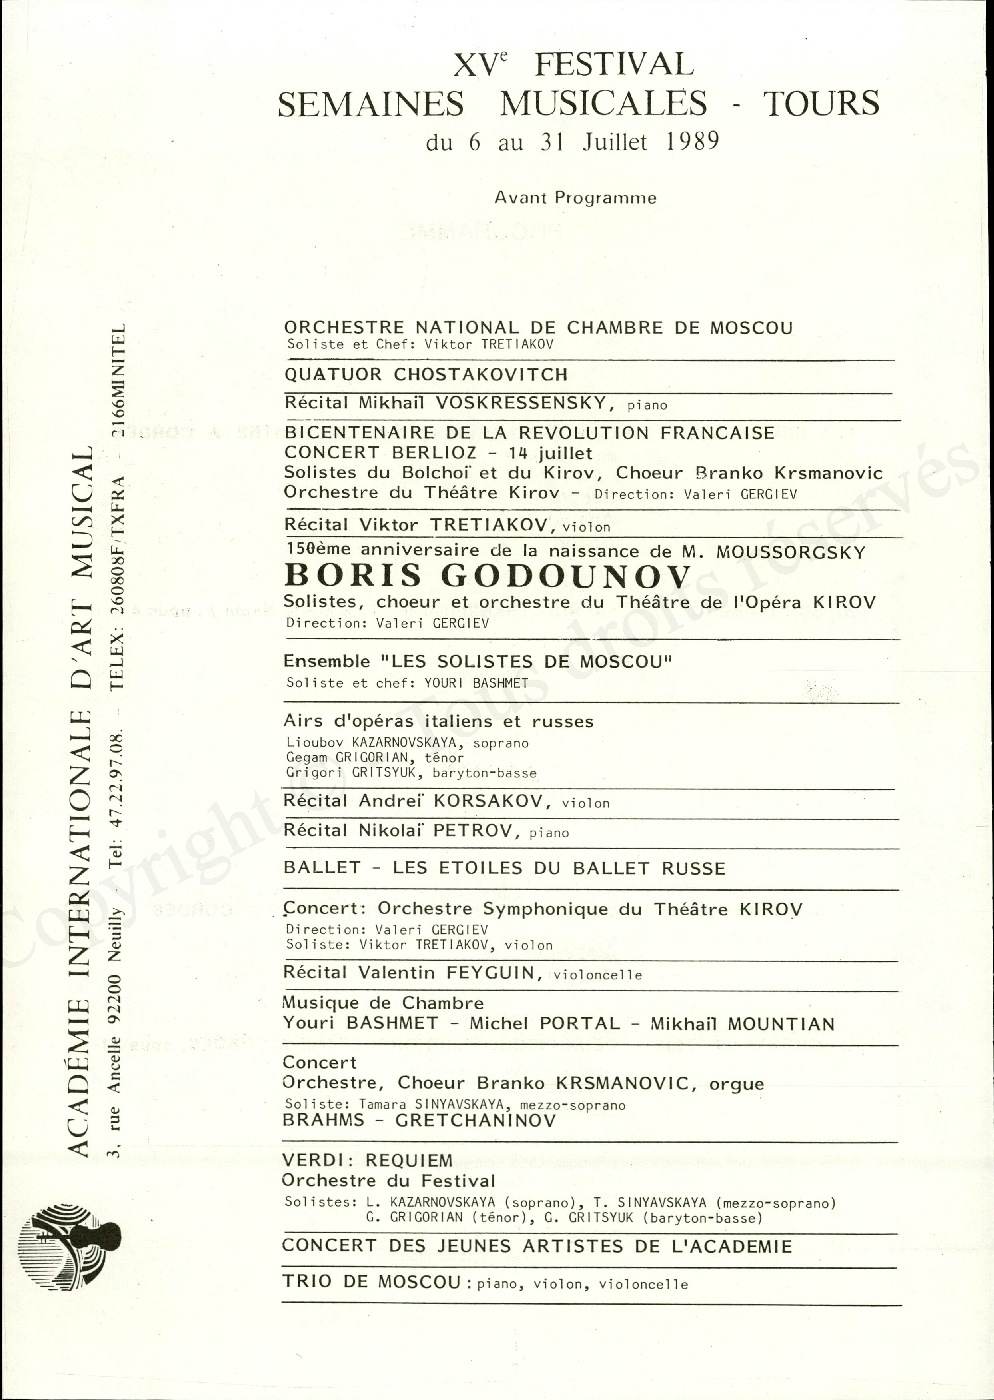 XVe FESTIVAL
SEMAINES MUSICALES - TOURS
du 6 au 31 Juillet 1989
Avant Programme
ORCHESTRE NATIONAL DE CHAMBRE DE MOSCOU
Soliste et Chef: Viktor TRETIAKOV
QUATUOR CHOSTAKOVITCH
Récital Mikhaïl VOSKRESSENSKY, piano
BICENTENAIRE DE LA REVOLUTION FRANCAISE
CONCERT BERLIOZ - 14 juillet
Solistes du Bolchoï et du Kirov, Choeur Branko Krsmanovic
Orchestre du Théâtre Kirov - Direction: Valeri GERGIEV
Récital Viktor TRETIAKOV, violon
150ème anniversaire de la naissance de M. MOUSSORGSKY
BORIS GODOUNOV
Solistes, choeur et orchestre du Théâtre de l'Opéra KIROV
Direction: Valeri GERGIEV
Ensemble "LES SOLISTES DE MOSCOU"
Soliste et chef: YOURI BASHMET
Airs d'opéras italiens et russes
Lioubov KAZARNOVSKAYA, soprano
Gegam GRIGORIAN, ténor
Grigori GRITSYUK, baryton-basse
Récital Andreï KORSAKOV, violon
Récital Nikolaï PETROV, piano
BALLET - LES ETOILES DU BALLET RUSSE
Concert: Orchestre Symphonique du Théâtre KIROV
Direction: Valeri GERGIEV
Soliste: Viktor TRETIAKOV, violon
Récital Valentin FEYGUIN, violoncelle
Musique de Chambre
Youri BASHMET - Michel PORTAL - Mikhaïl MOUNTIAN
Concert
Orchestre, Choeur Branko KRSMANOVIC, orgue
Soliste: Tamara SINYAVSKAYA, mezzo-soprano
BRAHMS - GRETCHANINOV
VERDI: REQUIEM
Orchestre du Festival
Solistes: L. KAZARNOVSKAYA (soprano), T. SINYAVSKAYA (mezzo-soprano)
G. GRIGORIAN (ténor), G. GRITSYUK (baryton-basse)
CONCERT DES JEUNES ARTISTES DE L'ACADEMIE
TRIO DE MOSCOU: piano, violon, violoncelle
ACADÉMIE INTERNATIONALE D'ART MUSICAL
3, rue Ancelle 92200 Neuilly Tel: 47.22.97.08. - TELEX: 260808F/TXFRA - 2166MINITEL
Copyright © Tous droits réservés